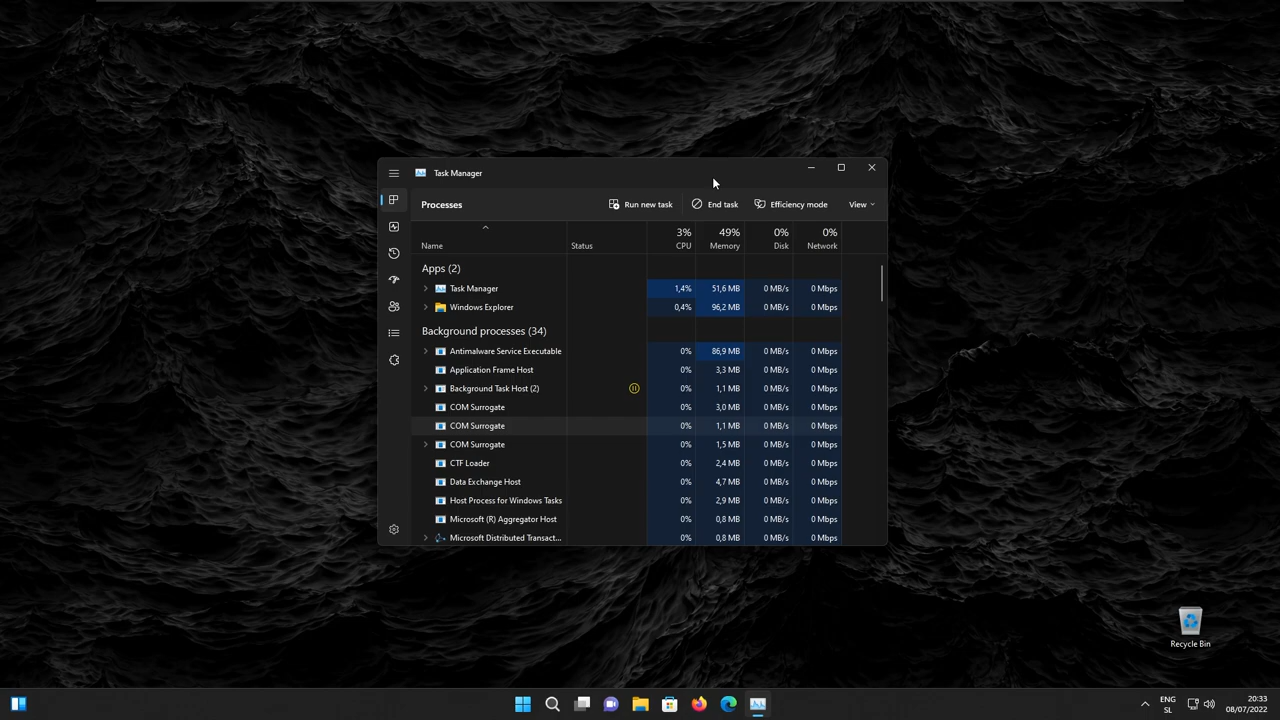 Task Manager
Processes Run new task End task Efficiency mode View
3% 49% 0% 0%
Name Status CPU Memory Disk Network
Apps (2)
Task Manager 1,4% 51,6 MB 0 MB/s 0 Mbps
Windows Explorer 0,4% 96,2 MB 0 MB/s 0 Mbps
Background processes (34)
Antimalware Service Executable 0% 86,9 MB 0 MB/s 0 Mbps
Application Frame Host 0% 3,3 MB 0 MB/s 0 Mbps
Background Task Host (2) 0% 1,1 MB 0 MB/s 0 Mbps
COM Surrogate 0% 3,0 MB 0 MB/s 0 Mbps
COM Surrogate 0% 1,1 MB 0 MB/s 0 Mbps
COM Surrogate 0% 1,5 MB 0 MB/s 0 Mbps
CTF Loader 0% 2,4 MB 0 MB/s 0 Mbps
Data Exchange Host 0% 4,7 MB 0 MB/s 0 Mbps
Host Process for Windows Tasks 0% 2,9 MB 0 MB/s 0 Mbps
Microsoft (R) Aggregator Host 0% 0,8 MB 0 MB/s 0 Mbps
Microsoft Distributed Transact... 0% 0,8 MB 0 MB/s 0 Mbps
Recycle Bin
ENG
SL
20:33
08/07/2022